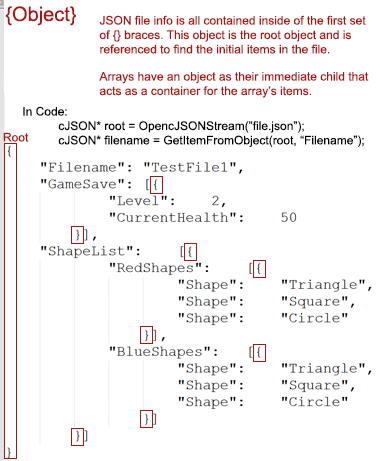 {Object}
JSON file info is all contained inside of the first set
of {} braces. This object is the root object and is
referenced to find the initial items in the file.
Arrays have an object as their immediate child that
acts as a container for the array's items.
In Code:
cJSON* root = OpencJSONStream("file.json");
cJSON* filename = GetItemFromObject(root, "Filename");
Root
{
"Filename": "TestFile1",
"GameSave": [{
"Level": 2,
"CurrentHealth": 50
}],
"ShapeList": [{
"RedShapes": [{
"Shape": "Triangle",
"Shape": "Square",
"Shape": "Circle"
}],
"BlueShapes": [{
"Shape": "Triangle",
"Shape": "Square",
"Shape": "Circle"
}]
}]
}